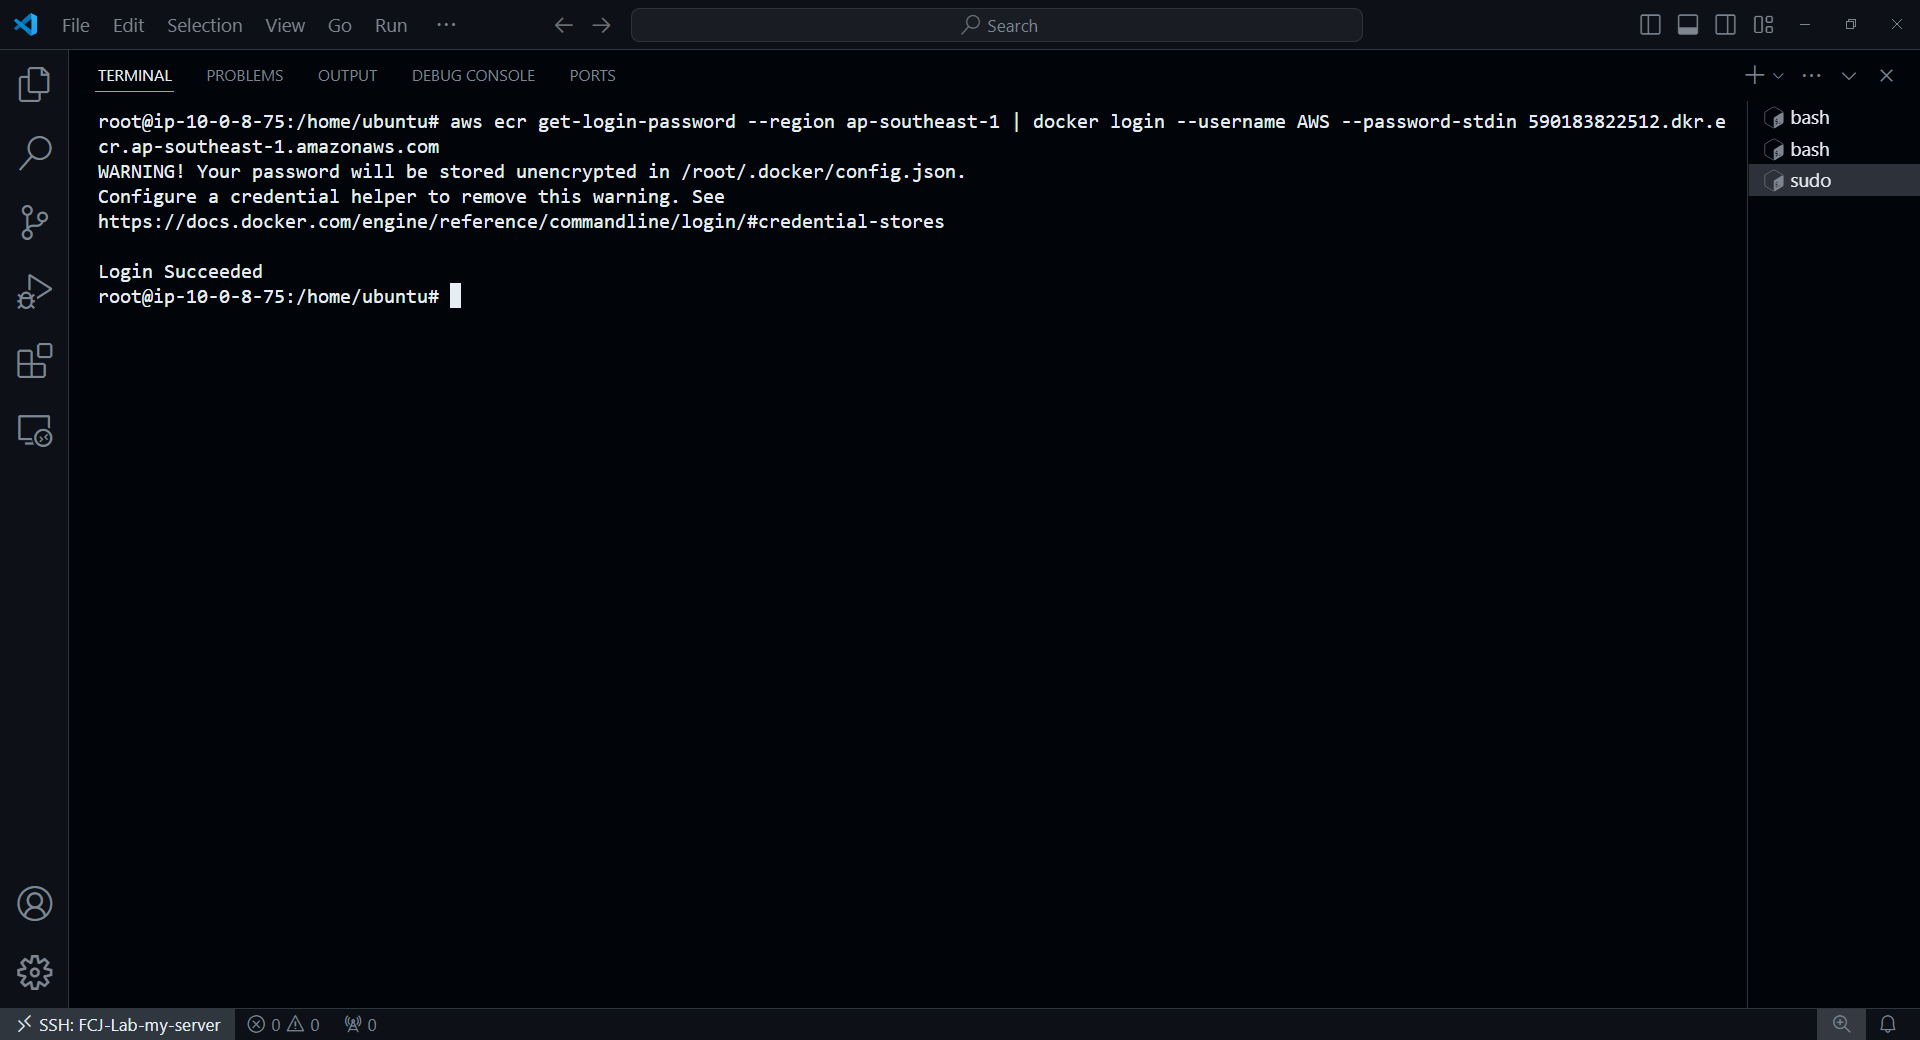 File Edit Selection View Go Run ···
Search
TERMINAL PROBLEMS OUTPUT DEBUG CONSOLE PORTS
root@ip-10-0-8-75:/home/ubuntu# aws ecr get-login-password --region ap-southeast-1 | docker login --username AWS --password-stdin 590183822512.dkr.e
cr.ap-southeast-1.amazonaws.com
WARNING! Your password will be stored unencrypted in /root/.docker/config.json.
Configure a credential helper to remove this warning. See
https://docs.docker.com/engine/reference/commandline/login/#credential-stores
Login Succeeded
root@ip-10-0-8-75:/home/ubuntu#
bash
bash
sudo
SSH: FCJ-Lab-my-server 0 0 0